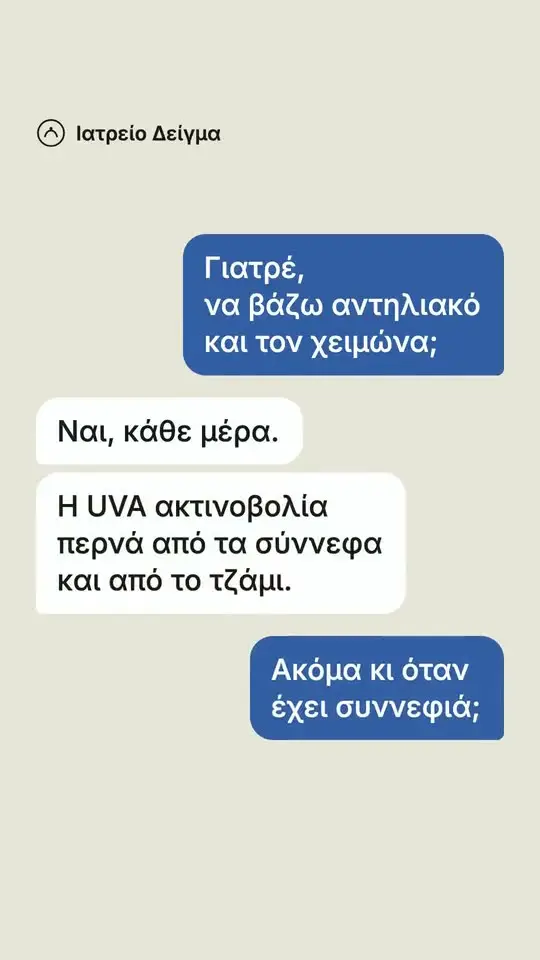 Ιατρείο Δείγμα
Γιατρέ,
να βάζω αντηλιακό
και τον χειμώνα;
Ναι, κάθε μέρα.
Η UVA ακτινοβολία
περνά από τα σύννεφα
και από το τζάμι.
Ακόμα κι όταν
έχει συννεφιά;